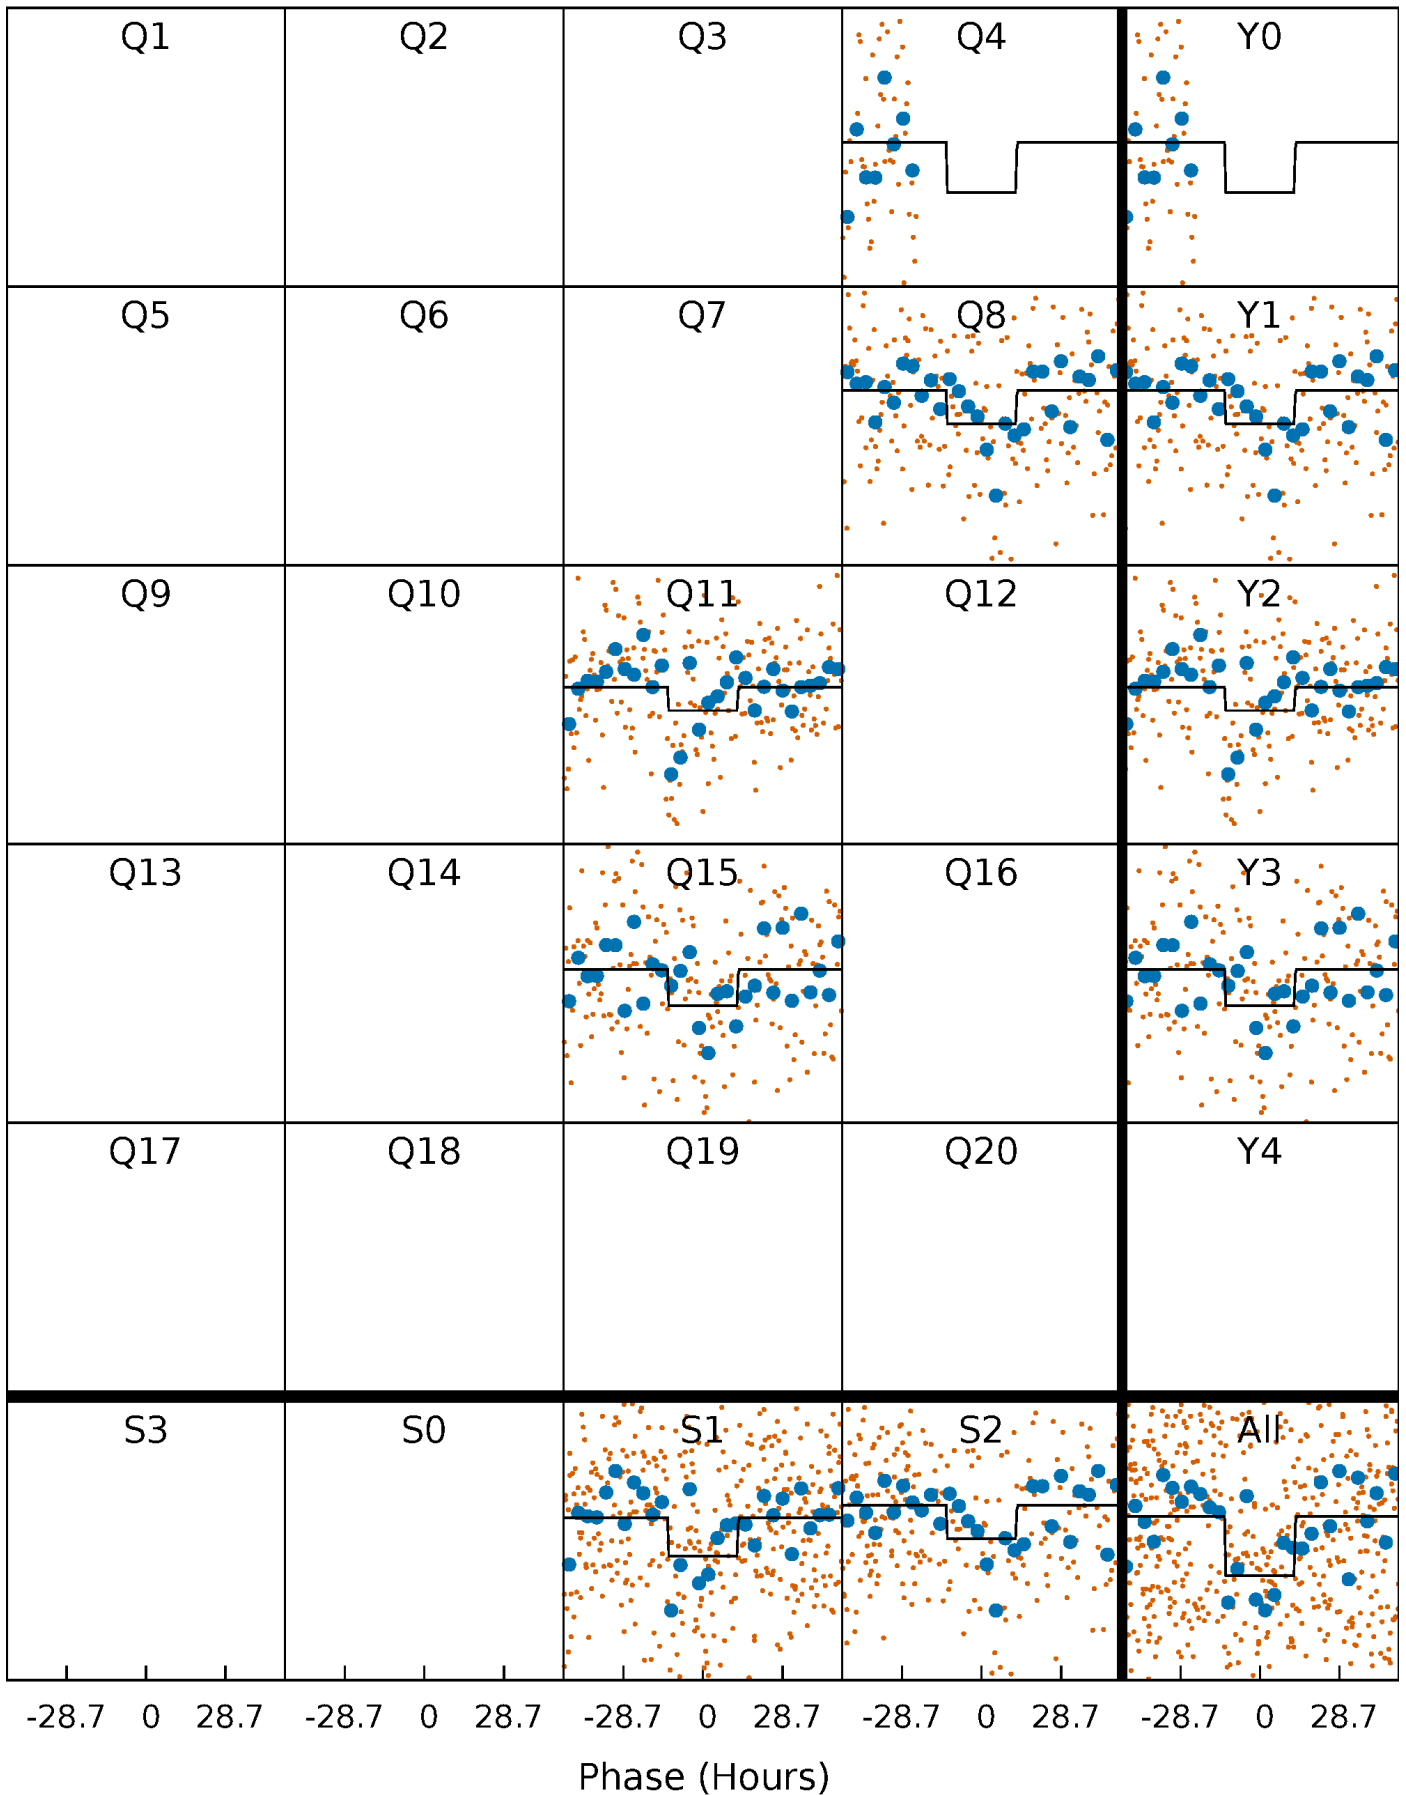 Q1 Q2 Q3 Q4 Y0
Q5 Q6 Q7 Q8 Y1
Q9 Q10 Q11 Q12 Y2
Q13 Q14 Q15 Q16 Y3
Q17 Q18 Q19 Q20 Y4
S3 S0 S1 S2 All
-28.7 0 28.7 -28.7 0 28.7 -28.7 0 28.7 -28.7 0 28.7 -28.7 0 28.7
Phase (Hours)